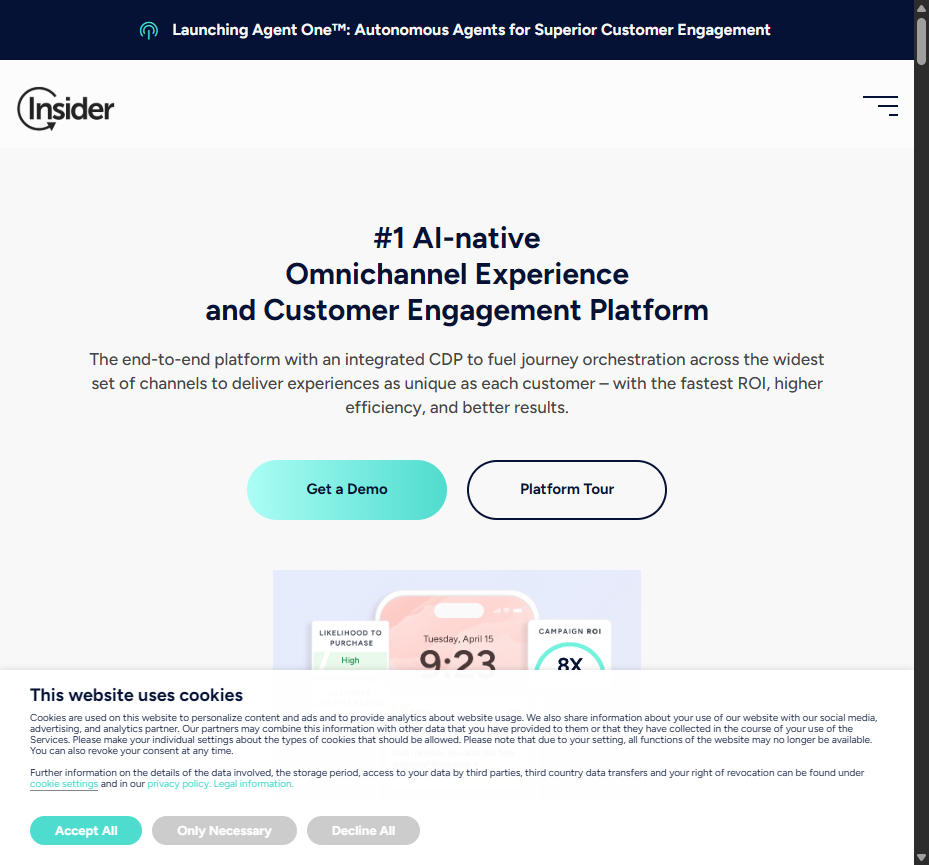 Launching Agent One™: Autonomous Agents for Superior Customer Engagement
Insider
#1 AI-native
Omnichannel Experience
and Customer Engagement Platform
The end-to-end platform with an integrated CDP to fuel journey orchestration across the widest
set of channels to deliver experiences as unique as each customer – with the fastest ROI, higher
efficiency, and better results.
Get a Demo
Platform Tour
LIKELIHOOD TO
PURCHASE
High
Tuesday, April 15
9:23
CAMPAIGN ROI
8X
This website uses cookies
Cookies are used on this website to personalize content and ads and to provide analytics about website usage. We also share information about your use of our website with our social media,
advertising, and analytics partner. Our partners may combine this information with other data that you have provided to them or that they have collected in the course of your use of the
Services. Please make your individual settings about the types of cookies that should be allowed. Please note that due to your setting, all functions of the website may no longer be available.
You can also revoke your consent at any time.
Further information on the details of the data involved, the storage period, access to your data by third parties, third country data transfers and your right of revocation can be found under
cookie settings and in our privacy policy. Legal information.
Accept All
Only Necessary
Decline All